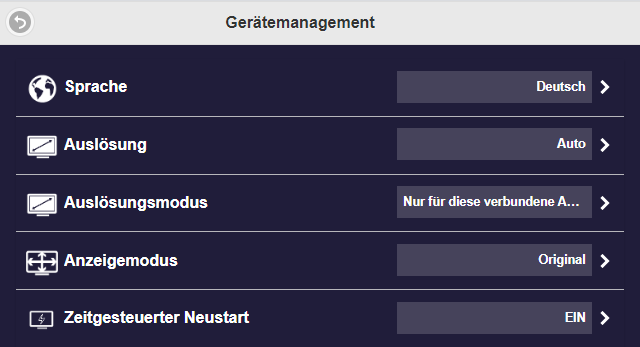 Gerätemanagement
Sprache Deutsch
Auslösung Auto
Auslösungsmodus Nur für diese verbundene A...
Anzeigemodus Original
Zeitgesteuerter Neustart EIN